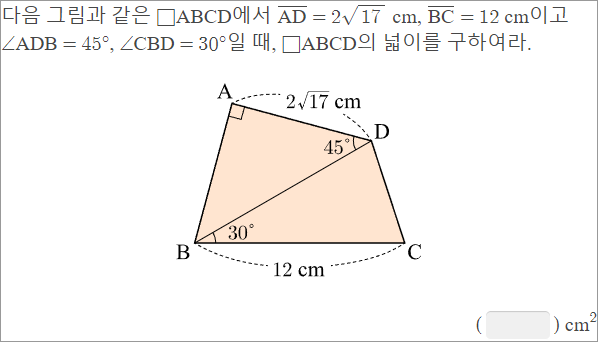 다음 그림과 같은 □ABCD에서 AD = 2√17 cm, BC = 12 cm이고
∠ADB = 45°, ∠CBD = 30°일 때, □ABCD의 넓이를 구하여라.
A
2√17 cm
D
45°
30°
B
C
12 cm
( ) cm²